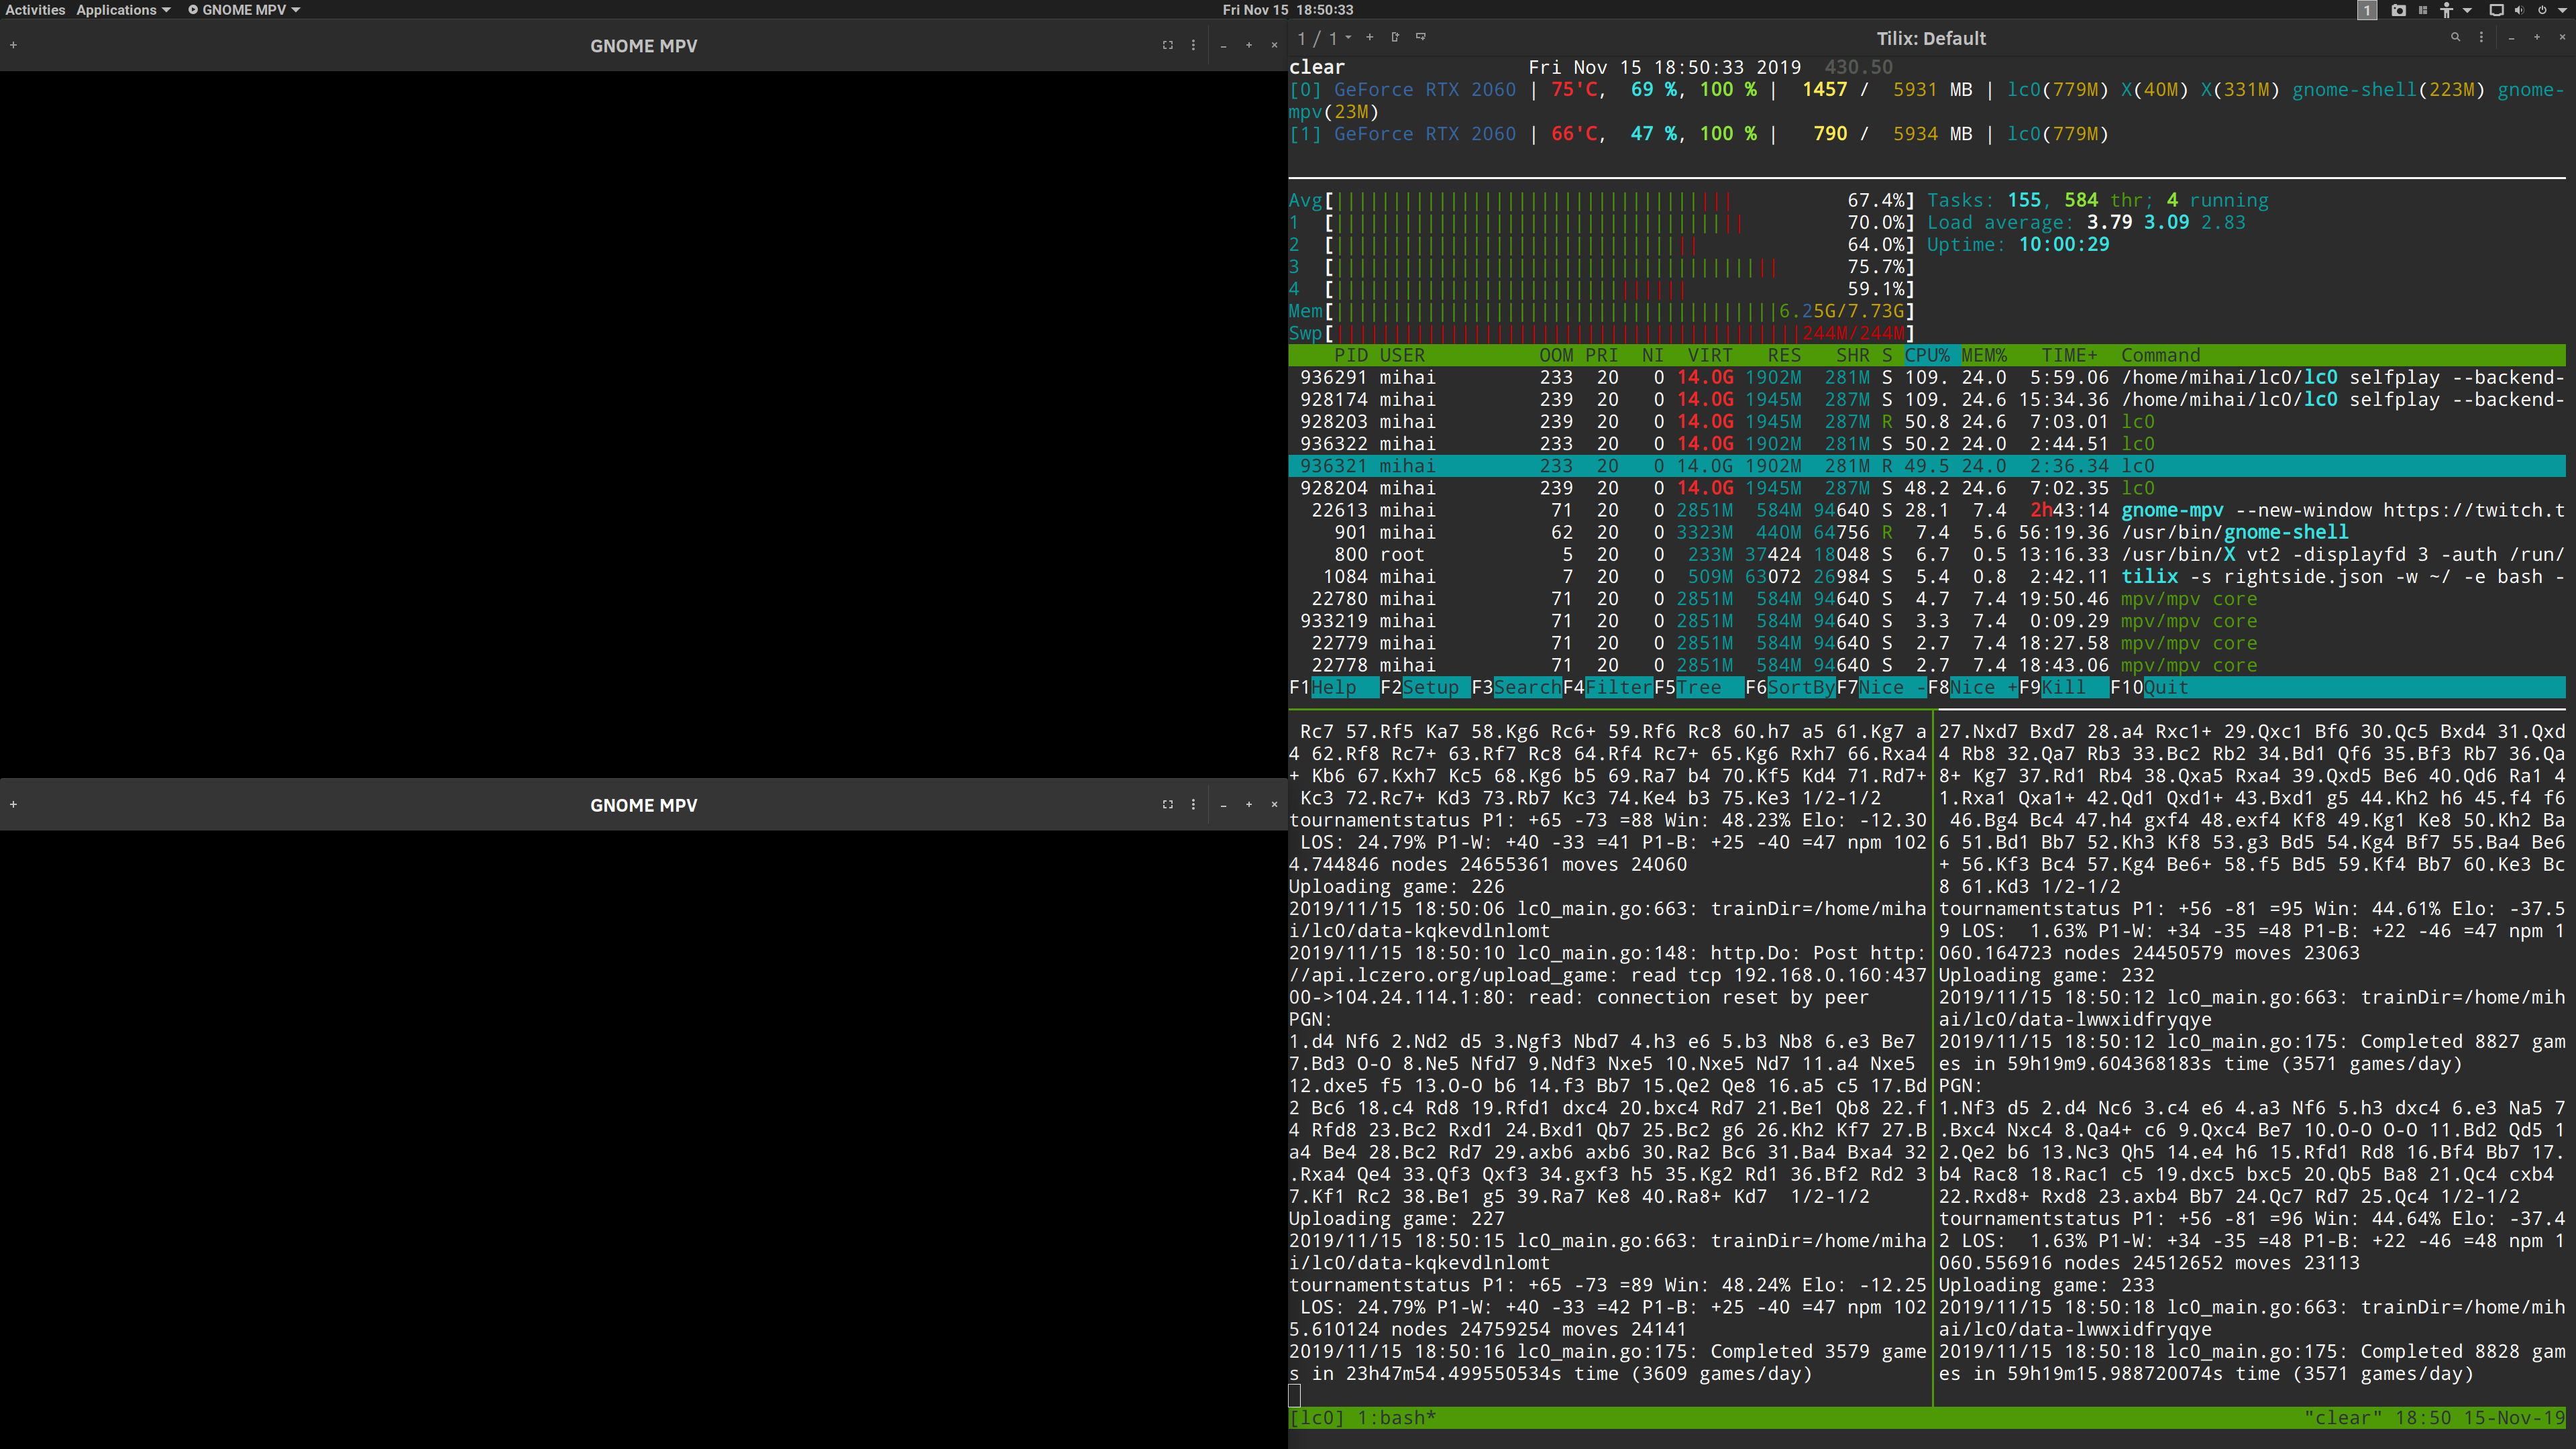 Activities Applications GNOME MPV Fri Nov 15 18:50:33 1
GNOME MPV
GNOME MPV
1 / 1 Tilix: Default
clear Fri Nov 15 18:50:33 2019 430.50
[0] GeForce RTX 2060 | 75'C, 69 %, 100 % | 1457 / 5931 MB | lc0(779M) X(40M) X(331M) gnome-shell(223M) gnome-
mpv(23M)
[1] GeForce RTX 2060 | 66'C, 47 %, 100 % | 790 / 5934 MB | lc0(779M)
Avg[ 67.4%] Tasks: 155, 584 thr; 4 running
1 [ 70.0%] Load average: 3.79 3.09 2.83
2 [ 64.0%] Uptime: 10:00:29
3 [ 75.7%]
4 [ 59.1%]
Mem[ 6.25G/7.73G]
Swp[ 244M/244M]
PID USER OOM PRI NI VIRT RES SHR S CPU% MEM% TIME+ Command
936291 mihai 233 20 0 14.0G 1902M 281M S 109. 24.0 5:59.06 /home/mihai/lc0/lc0 selfplay --backend-
928174 mihai 239 20 0 14.0G 1945M 287M S 109. 24.6 15:34.36 /home/mihai/lc0/lc0 selfplay --backend-
928203 mihai 239 20 0 14.0G 1945M 287M R 50.8 24.6 7:03.01 lc0
936322 mihai 233 20 0 14.0G 1902M 281M S 50.2 24.0 2:44.51 lc0
936321 mihai 233 20 0 14.0G 1902M 281M R 49.5 24.0 2:36.34 lc0
928204 mihai 239 20 0 14.0G 1945M 287M S 48.2 24.6 7:02.35 lc0
22613 mihai 71 20 0 2851M 584M 94640 S 28.1 7.4 2h43:14 gnome-mpv --new-window https://twitch.t
901 mihai 62 20 0 3323M 440M 64756 R 7.4 5.6 56:19.36 /usr/bin/gnome-shell
800 root 5 20 0 233M 37424 18048 S 6.7 0.5 13:16.33 /usr/bin/X vt2 -displayfd 3 -auth /run/
1084 mihai 7 20 0 509M 63072 26984 S 5.4 0.8 2:42.11 tilix -s rightside.json -w ~/ -e bash -
22780 mihai 71 20 0 2851M 584M 94640 S 4.7 7.4 19:50.46 mpv/mpv core
933219 mihai 71 20 0 2851M 584M 94640 S 3.3 7.4 0:09.29 mpv/mpv core
22779 mihai 71 20 0 2851M 584M 94640 S 2.7 7.4 18:27.58 mpv/mpv core
22778 mihai 71 20 0 2851M 584M 94640 S 2.7 7.4 18:43.06 mpv/mpv core
F1Help F2Setup F3SearchF4FilterF5Tree F6SortByF7Nice -F8Nice +F9Kill F10Quit
Rc7 57.Rf5 Ka7 58.Kg6 Rc6+ 59.Rf6 Rc8 60.h7 a5 61.Kg7 a
4 62.Rf8 Rc7+ 63.Rf7 Rc8 64.Rf4 Rc7+ 65.Kg6 Rxh7 66.Rxa4
+ Kb6 67.Kxh7 Kc5 68.Kg6 b5 69.Ra7 b4 70.Kf5 Kd4 71.Rd7+
Kc3 72.Rc7+ Kd3 73.Rb7 Kc3 74.Ke4 b3 75.Ke3 1/2-1/2
tournamentstatus P1: +65 -73 =88 Win: 48.23% Elo: -12.30
LOS: 24.79% P1-W: +40 -33 =41 P1-B: +25 -40 =47 npm 102
4.744846 nodes 24655361 moves 24060
Uploading game: 226
2019/11/15 18:50:06 lc0_main.go:663: trainDir=/home/miha
i/lc0/data-kqkevdlnlomt
2019/11/15 18:50:10 lc0_main.go:148: http.Do: Post http:
//api.lczero.org/upload_game: read tcp 192.168.0.160:437
00->104.24.114.1:80: read: connection reset by peer
PGN:
1.d4 Nf6 2.Nd2 d5 3.Ngf3 Nbd7 4.h3 e6 5.b3 Nb8 6.e3 Be7
7.Bd3 O-O 8.Ne5 Nfd7 9.Ndf3 Nxe5 10.Nxe5 Nd7 11.a4 Nxe5
12.dxe5 f5 13.O-O b6 14.f3 Bb7 15.Qe2 Qe8 16.a5 c5 17.Bd
2 Bc6 18.c4 Rd8 19.Rfd1 dxc4 20.bxc4 Rd7 21.Be1 Qb8 22.f
4 Rfd8 23.Bc2 Rxd1 24.Bxd1 Qb7 25.Bc2 g6 26.Kh2 Kf7 27.B
a4 Be4 28.Bc2 Rd7 29.axb6 axb6 30.Ra2 Bc6 31.Ba4 Bxa4 32
.Rxa4 Qe4 33.Qf3 Qxf3 34.gxf3 h5 35.Kg2 Rd1 36.Bf2 Rd2 3
7.Kf1 Rc2 38.Be1 g5 39.Ra7 Ke8 40.Ra8+ Kd7 1/2-1/2
Uploading game: 227
2019/11/15 18:50:15 lc0_main.go:663: trainDir=/home/miha
i/lc0/data-kqkevdlnlomt
tournamentstatus P1: +65 -73 =89 Win: 48.24% Elo: -12.25
LOS: 24.79% P1-W: +40 -33 =42 P1-B: +25 -40 =47 npm 102
5.610124 nodes 24759254 moves 24141
2019/11/15 18:50:16 lc0_main.go:175: Completed 3579 game
s in 23h47m54.499550534s time (3609 games/day)
27.Nxd7 Bxd7 28.a4 Rxc1+ 29.Qxc1 Bf6 30.Qc5 Bxd4 31.Qxd
4 Rb8 32.Qa7 Rb3 33.Bc2 Rb2 34.Bd1 Qf6 35.Bf3 Rb7 36.Qa
8+ Kg7 37.Rd1 Rb4 38.Qxa5 Rxa4 39.Qxd5 Be6 40.Qd6 Ra1 4
1.Rxa1 Qxa1+ 42.Qd1 Qxd1+ 43.Bxd1 g5 44.Kh2 h6 45.f4 f6
46.Bg4 Bc4 47.h4 gxf4 48.exf4 Kf8 49.Kg1 Ke8 50.Kh2 Ba
6 51.Bd1 Bb7 52.Kh3 Kf8 53.g3 Bd5 54.Kg4 Bf7 55.Ba4 Be6
+ 56.Kf3 Bc4 57.Kg4 Be6+ 58.f5 Bd5 59.Kf4 Bb7 60.Ke3 Bc
8 61.Kd3 1/2-1/2
tournamentstatus P1: +56 -81 =95 Win: 44.61% Elo: -37.5
9 LOS: 1.63% P1-W: +34 -35 =48 P1-B: +22 -46 =47 npm 1
060.164723 nodes 24450579 moves 23063
Uploading game: 232
2019/11/15 18:50:12 lc0_main.go:663: trainDir=/home/mih
ai/lc0/data-lwwxidfryqye
2019/11/15 18:50:12 lc0_main.go:175: Completed 8827 gam
es in 59h19m9.604368183s time (3571 games/day)
PGN:
1.Nf3 d5 2.d4 Nc6 3.c4 e6 4.a3 Nf6 5.h3 dxc4 6.e3 Na5 7
.Bxc4 Nxc4 8.Qa4+ c6 9.Qxc4 Be7 10.O-O O-O 11.Bd2 Qd5 1
2.Qe2 b6 13.Nc3 Qh5 14.e4 h6 15.Rfd1 Rd8 16.Bf4 Bb7 17.
b4 Rac8 18.Rac1 c5 19.dxc5 bxc5 20.Qb5 Ba8 21.Qc4 cxb4
22.Rxd8+ Rxd8 23.axb4 Bb7 24.Qc7 Rd7 25.Qc4 1/2-1/2
tournamentstatus P1: +56 -81 =96 Win: 44.64% Elo: -37.4
2 LOS: 1.63% P1-W: +34 -35 =48 P1-B: +22 -46 =48 npm 1
060.556916 nodes 24512652 moves 23113
Uploading game: 233
2019/11/15 18:50:18 lc0_main.go:663: trainDir=/home/mih
ai/lc0/data-lwwxidfryqye
2019/11/15 18:50:18 lc0_main.go:175: Completed 8828 gam
es in 59h19m15.988720074s time (3571 games/day)
[lc0] 1:bash* "clear" 18:50 15-Nov-19